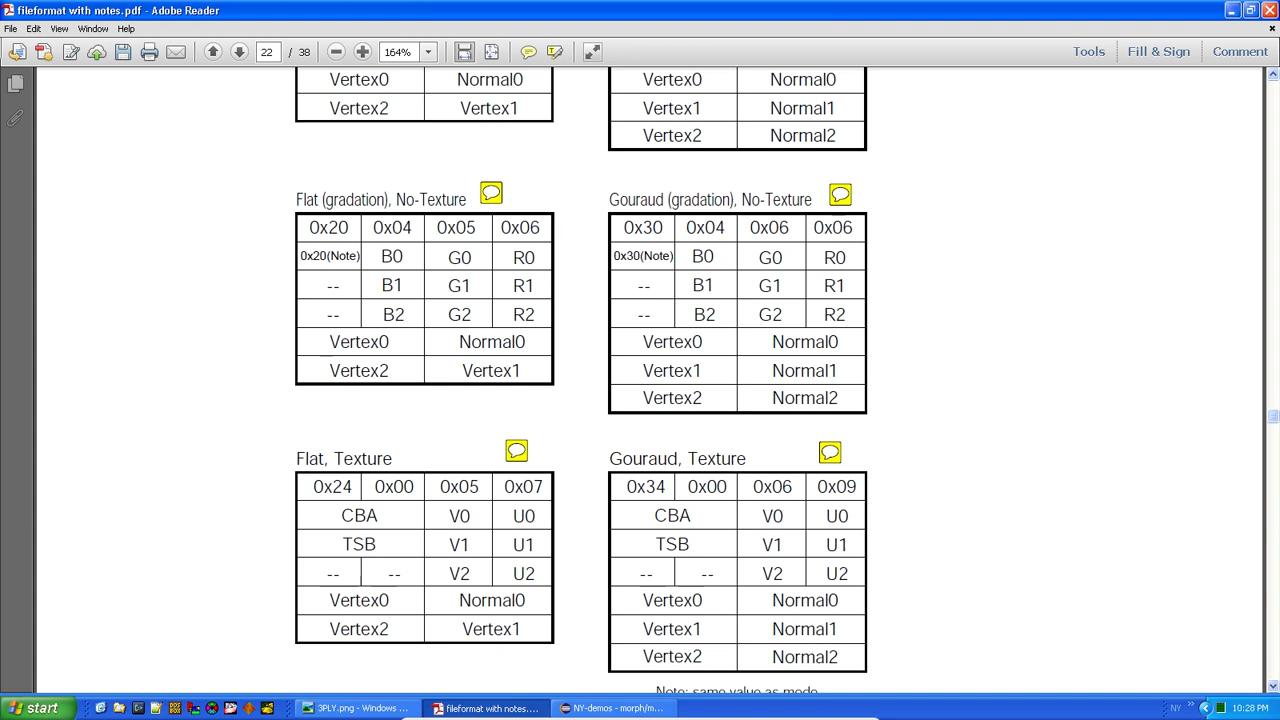 fileformat with notes.pdf - Adobe Reader
File Edit View Window Help
22 / 38 164% Tools Fill & Sign Comment
Vertex0 Normal0
Vertex2 Vertex1
Vertex0 Normal0
Vertex1 Normal1
Vertex2 Normal2
Flat (gradation), No-Texture
0x20 0x04 0x05 0x06
0x20(Note) B0 G0 R0
-- B1 G1 R1
-- B2 G2 R2
Vertex0 Normal0
Vertex2 Vertex1
Gouraud (gradation), No-Texture
0x30 0x04 0x06 0x06
0x30(Note) B0 G0 R0
-- B1 G1 R1
-- B2 G2 R2
Vertex0 Normal0
Vertex1 Normal1
Vertex2 Normal2
Flat, Texture
0x24 0x00 0x05 0x07
CBA V0 U0
TSB V1 U1
-- -- V2 U2
Vertex0 Normal0
Vertex2 Vertex1
Gouraud, Texture
0x34 0x00 0x06 0x09
CBA V0 U0
TSB V1 U1
-- -- V2 U2
Vertex0 Normal0
Vertex1 Normal1
Vertex2 Normal2
Note: same value as mode
start 3PLY.png - Windows ... fileformat with notes.... NY-demos - morph/m... NY 10:28 PM